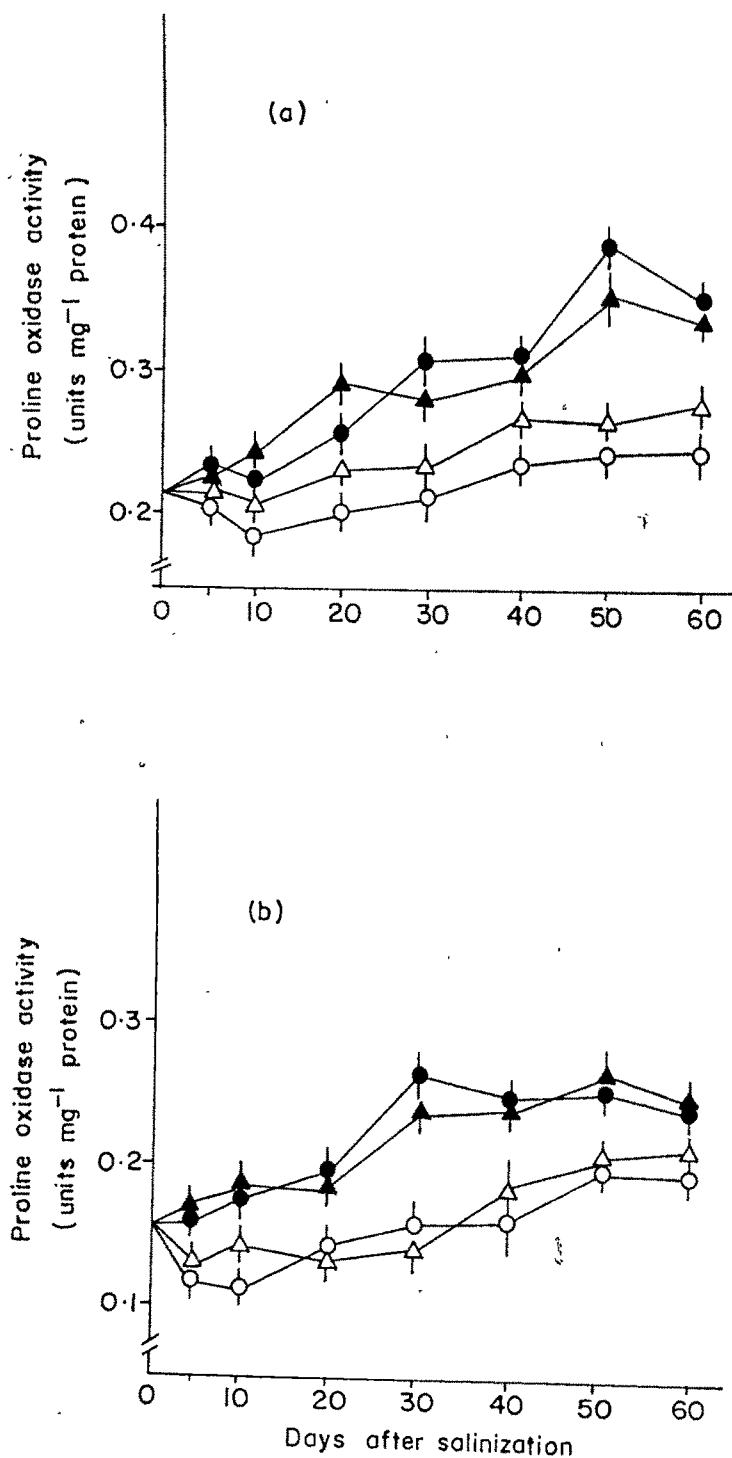 (a)
Proline oxidase activity
(units mg⁻¹ protein)
0·4
0·3
0·2
0 10 20 30 40 50 60
(b)
Proline oxidase activity
(units mg⁻¹ protein)
0·3
0·2
0·1
0 10 20 30 40 50 60
Days after salinization